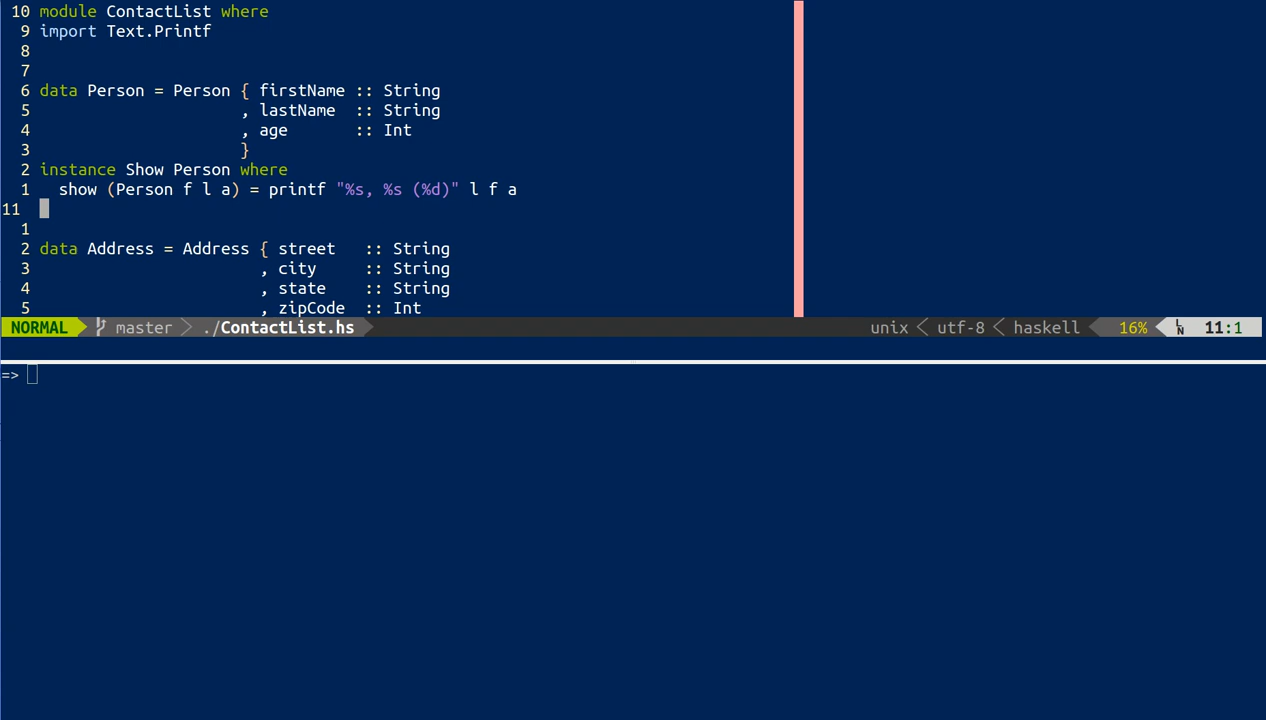 10 module ContactList where
9 import Text.Printf
8
7
6 data Person = Person { firstName :: String
5 , lastName :: String
4 , age :: Int
3 }
2 instance Show Person where
1 show (Person f l a) = printf "%s, %s (%d)" l f a
11
1
2 data Address = Address { street :: String
3 , city :: String
4 , state :: String
5 , zipCode :: Int
NORMAL master ./ContactList.hs unix utf-8 haskell 16% LN 11:1
=>